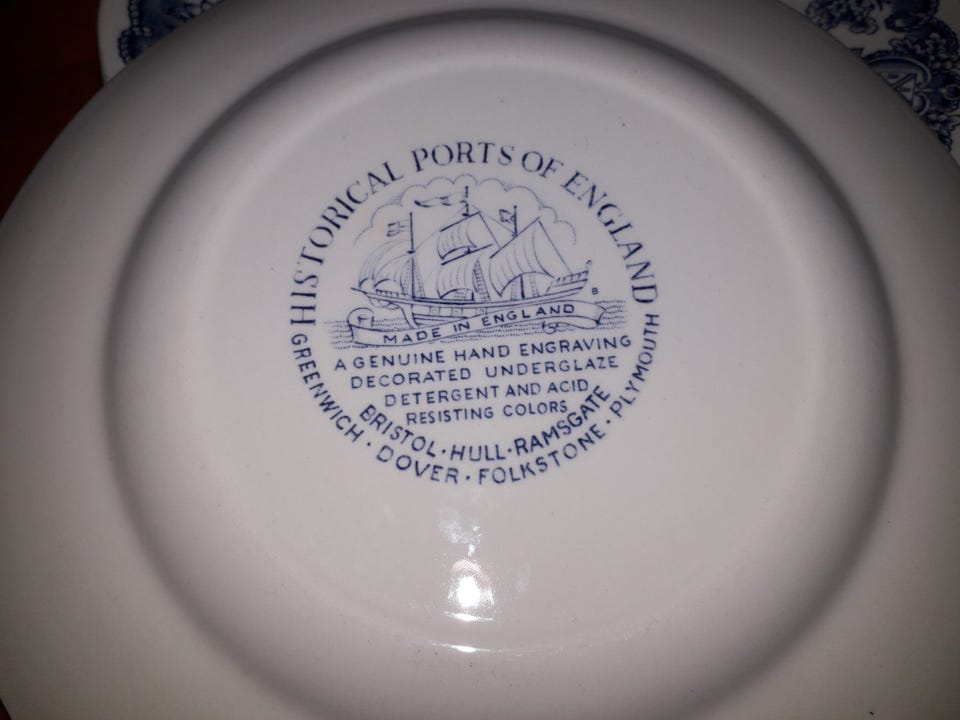 HISTORICAL PORTS OF ENGLAND
B
MADE IN ENGLAND
A GENUINE HAND ENGRAVING
DECORATED UNDERGLAZE
DETERGENT AND ACID
RESISTING COLORS
BRISTOL · HULL · RAMSGATE
GREENWICH · DOVER · FOLKSTONE · PLYMOUTH